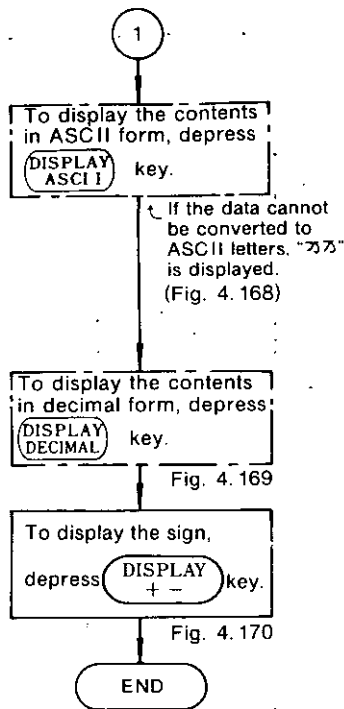 1
To display the contents
in ASCII form, depress
DISPLAY
ASCII key.
If the data cannot
be converted to
ASCII letters, "万万"
is displayed.
(Fig. 4.168)
To display the contents
in decimal form, depress
DISPLAY
DECIMAL key.
Fig. 4.169
To display the sign,
depress DISPLAY
+ - key.
Fig. 4.170
END